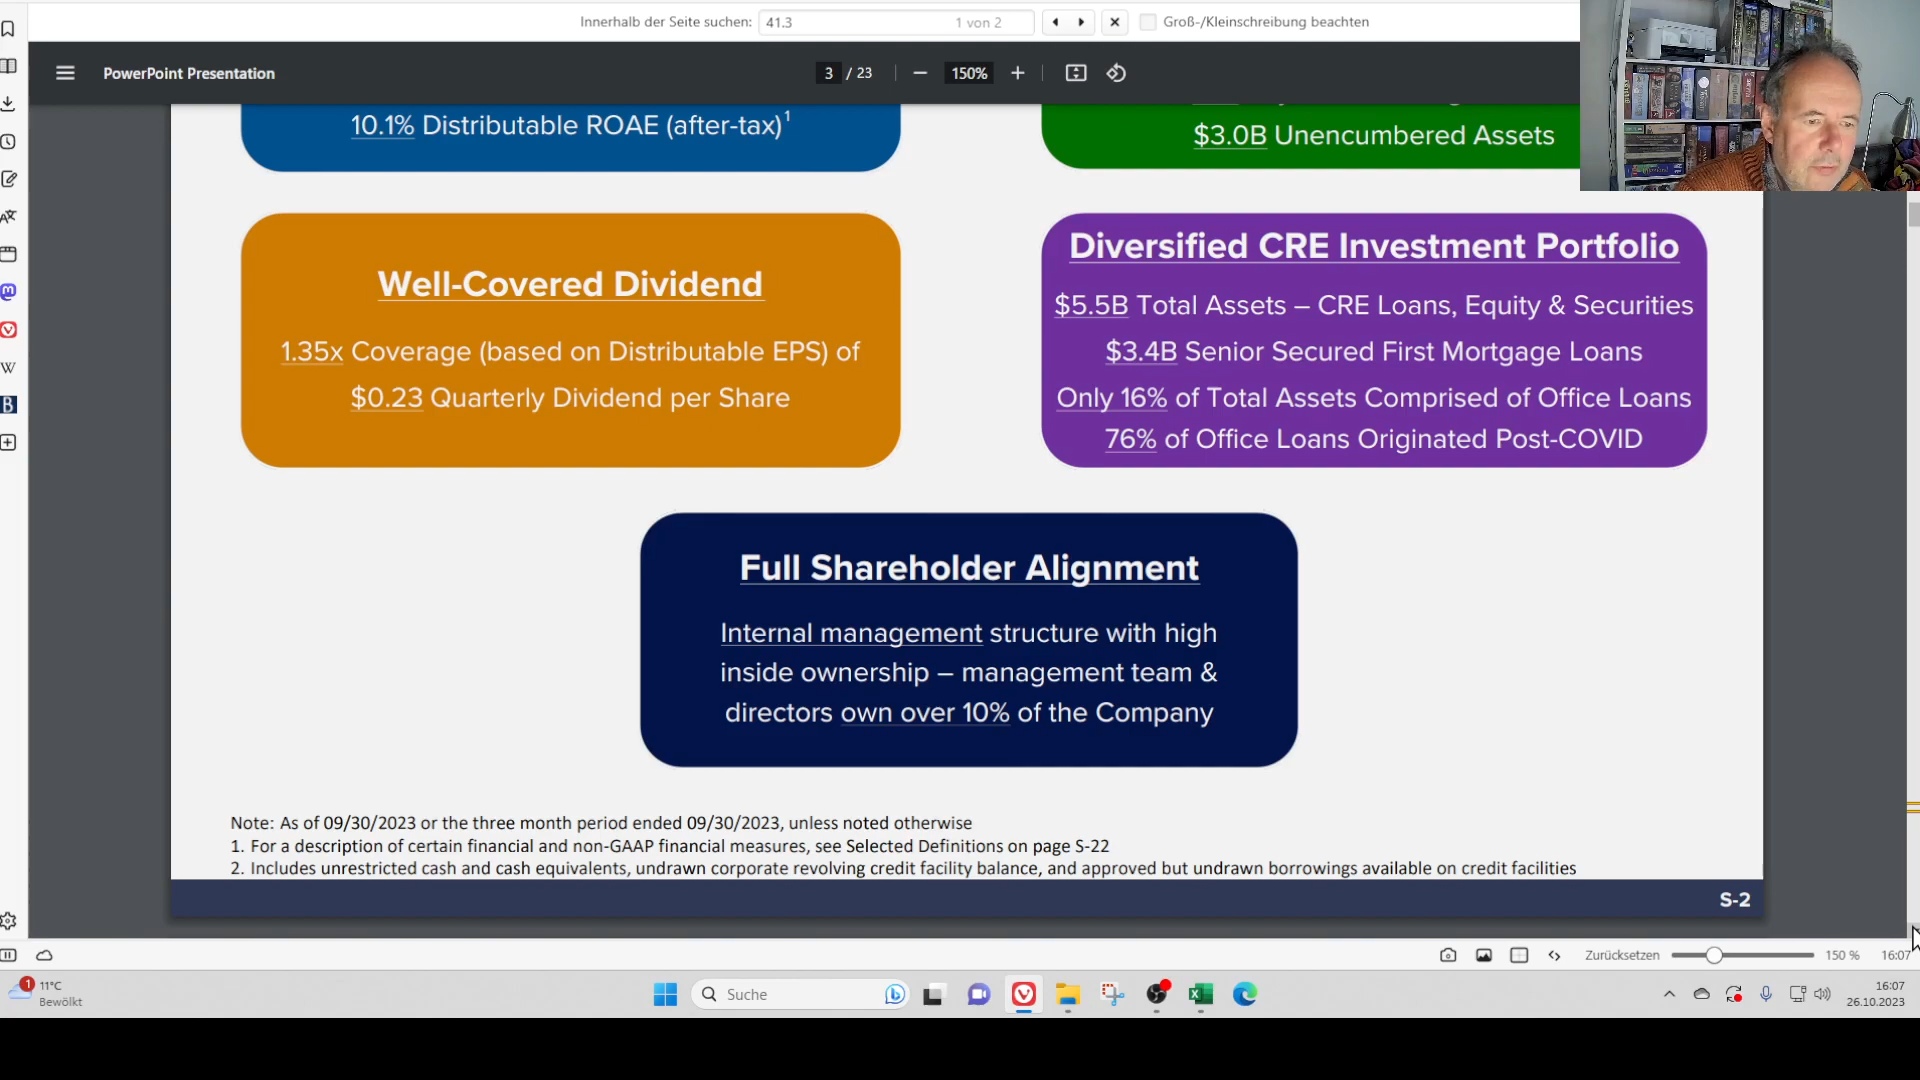 Innerhalb der Seite suchen: 41.3 1 von 2 Groß-/Kleinschreibung beachten
PowerPoint Presentation 3 / 23 150%
10.1% Distributable ROAE (after-tax)¹
$3.0B Unencumbered Assets
Well-Covered Dividend
1.35x Coverage (based on Distributable EPS) of
$0.23 Quarterly Dividend per Share
Diversified CRE Investment Portfolio
$5.5B Total Assets – CRE Loans, Equity & Securities
$3.4B Senior Secured First Mortgage Loans
Only 16% of Total Assets Comprised of Office Loans
76% of Office Loans Originated Post-COVID
Full Shareholder Alignment
Internal management structure with high
inside ownership – management team &
directors own over 10% of the Company
Note: As of 09/30/2023 or the three month period ended 09/30/2023, unless noted otherwise
1. For a description of certain financial and non-GAAP financial measures, see Selected Definitions on page S-22
2. Includes unrestricted cash and cash equivalents, undrawn corporate revolving credit facility balance, and approved but undrawn borrowings available on credit facilities
S-2
Zurücksetzen 150 % 16:07
1 11°C
Bewölkt
Suche
16:07
26.10.2023